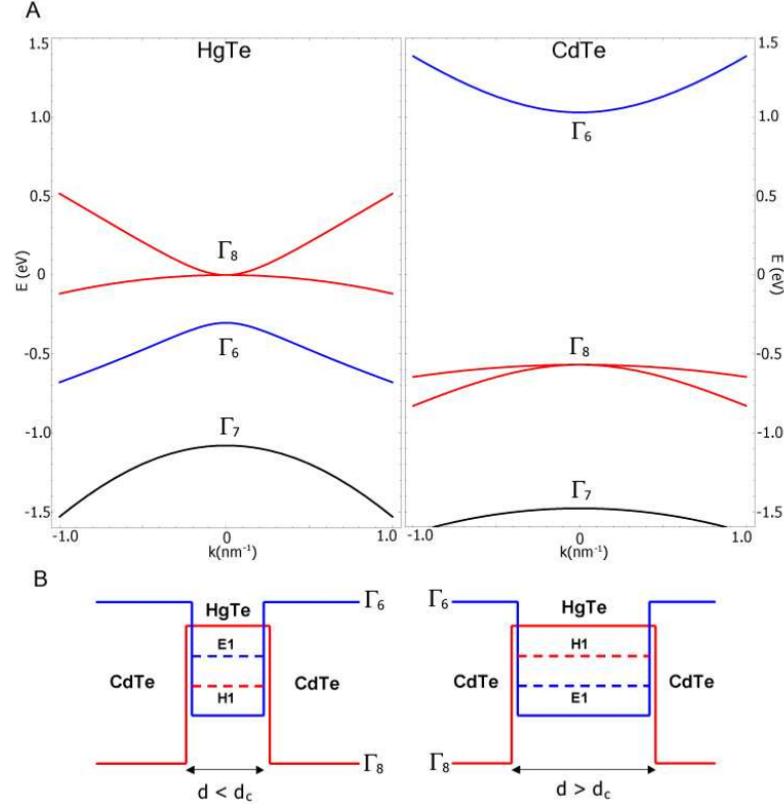 A
HgTe
CdTe
1.5
1.0
0.5
0
-0.5
-1.0
-1.5
E (eV)
Γ8
Γ6
Γ7
-1.0
0
1.0
k(nm⁻¹)
Γ6
Γ8
Γ7
1.5
1.0
0.5
0
-0.5
-1.0
-1.5
E (eV)
-1.0
0
1.0
k(nm⁻¹)
B
HgTe
Γ6
E1
CdTe
CdTe
H1
Γ8
d < dc
Γ6
HgTe
H1
CdTe
CdTe
E1
Γ8
d > dc